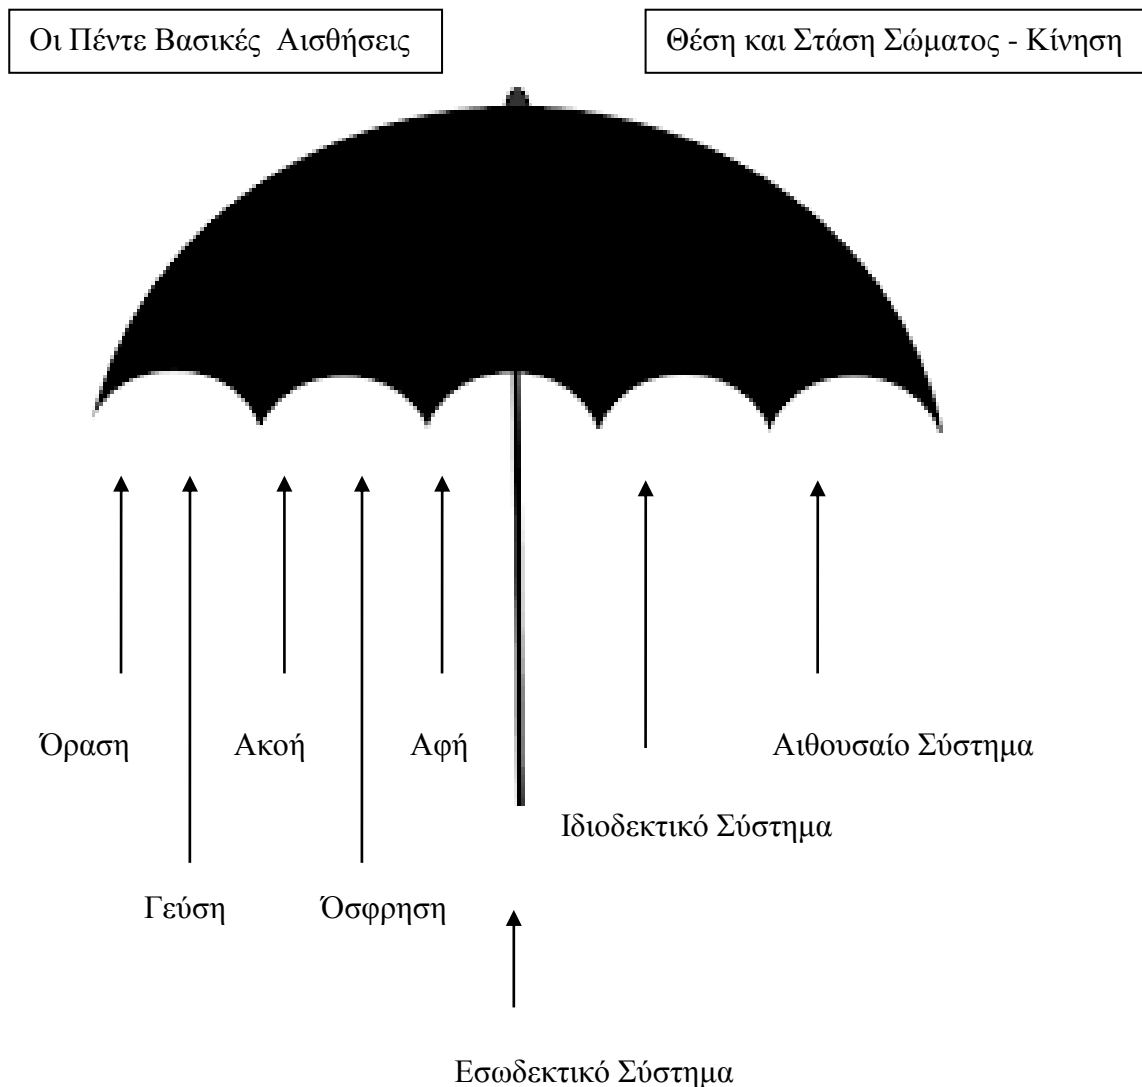 Οι Πέντε Βασικές Αισθήσεις
Θέση και Στάση Σώματος - Κίνηση
Όραση
Ακοή
Αφή
Αιθουσαίο Σύστημα
Ιδιοδεκτικό Σύστημα
Γεύση
Όσφρηση
Εσωδεκτικό Σύστημα